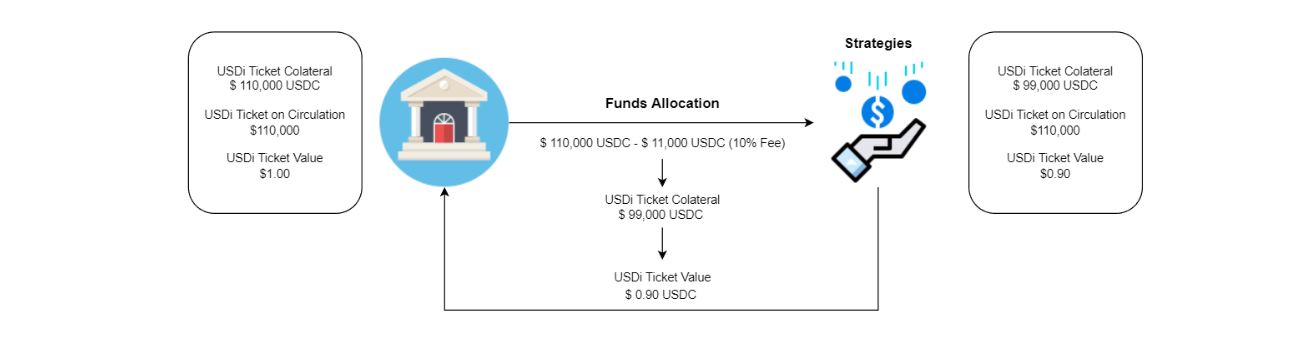 USDi Ticket Colateral
$ 110,000 USDC
USDi Ticket on Circulation
$110,000
USDi Ticket Value
$1.00
Funds Allocation
$ 110,000 USDC - $ 11,000 USDC (10% Fee)
USDi Ticket Colateral
$ 99,000 USDC
USDi Ticket Value
$ 0.90 USDC
Strategies
$
USDi Ticket Colateral
$ 99,000 USDC
USDi Ticket on Circulation
$110,000
USDi Ticket Value
$0.90